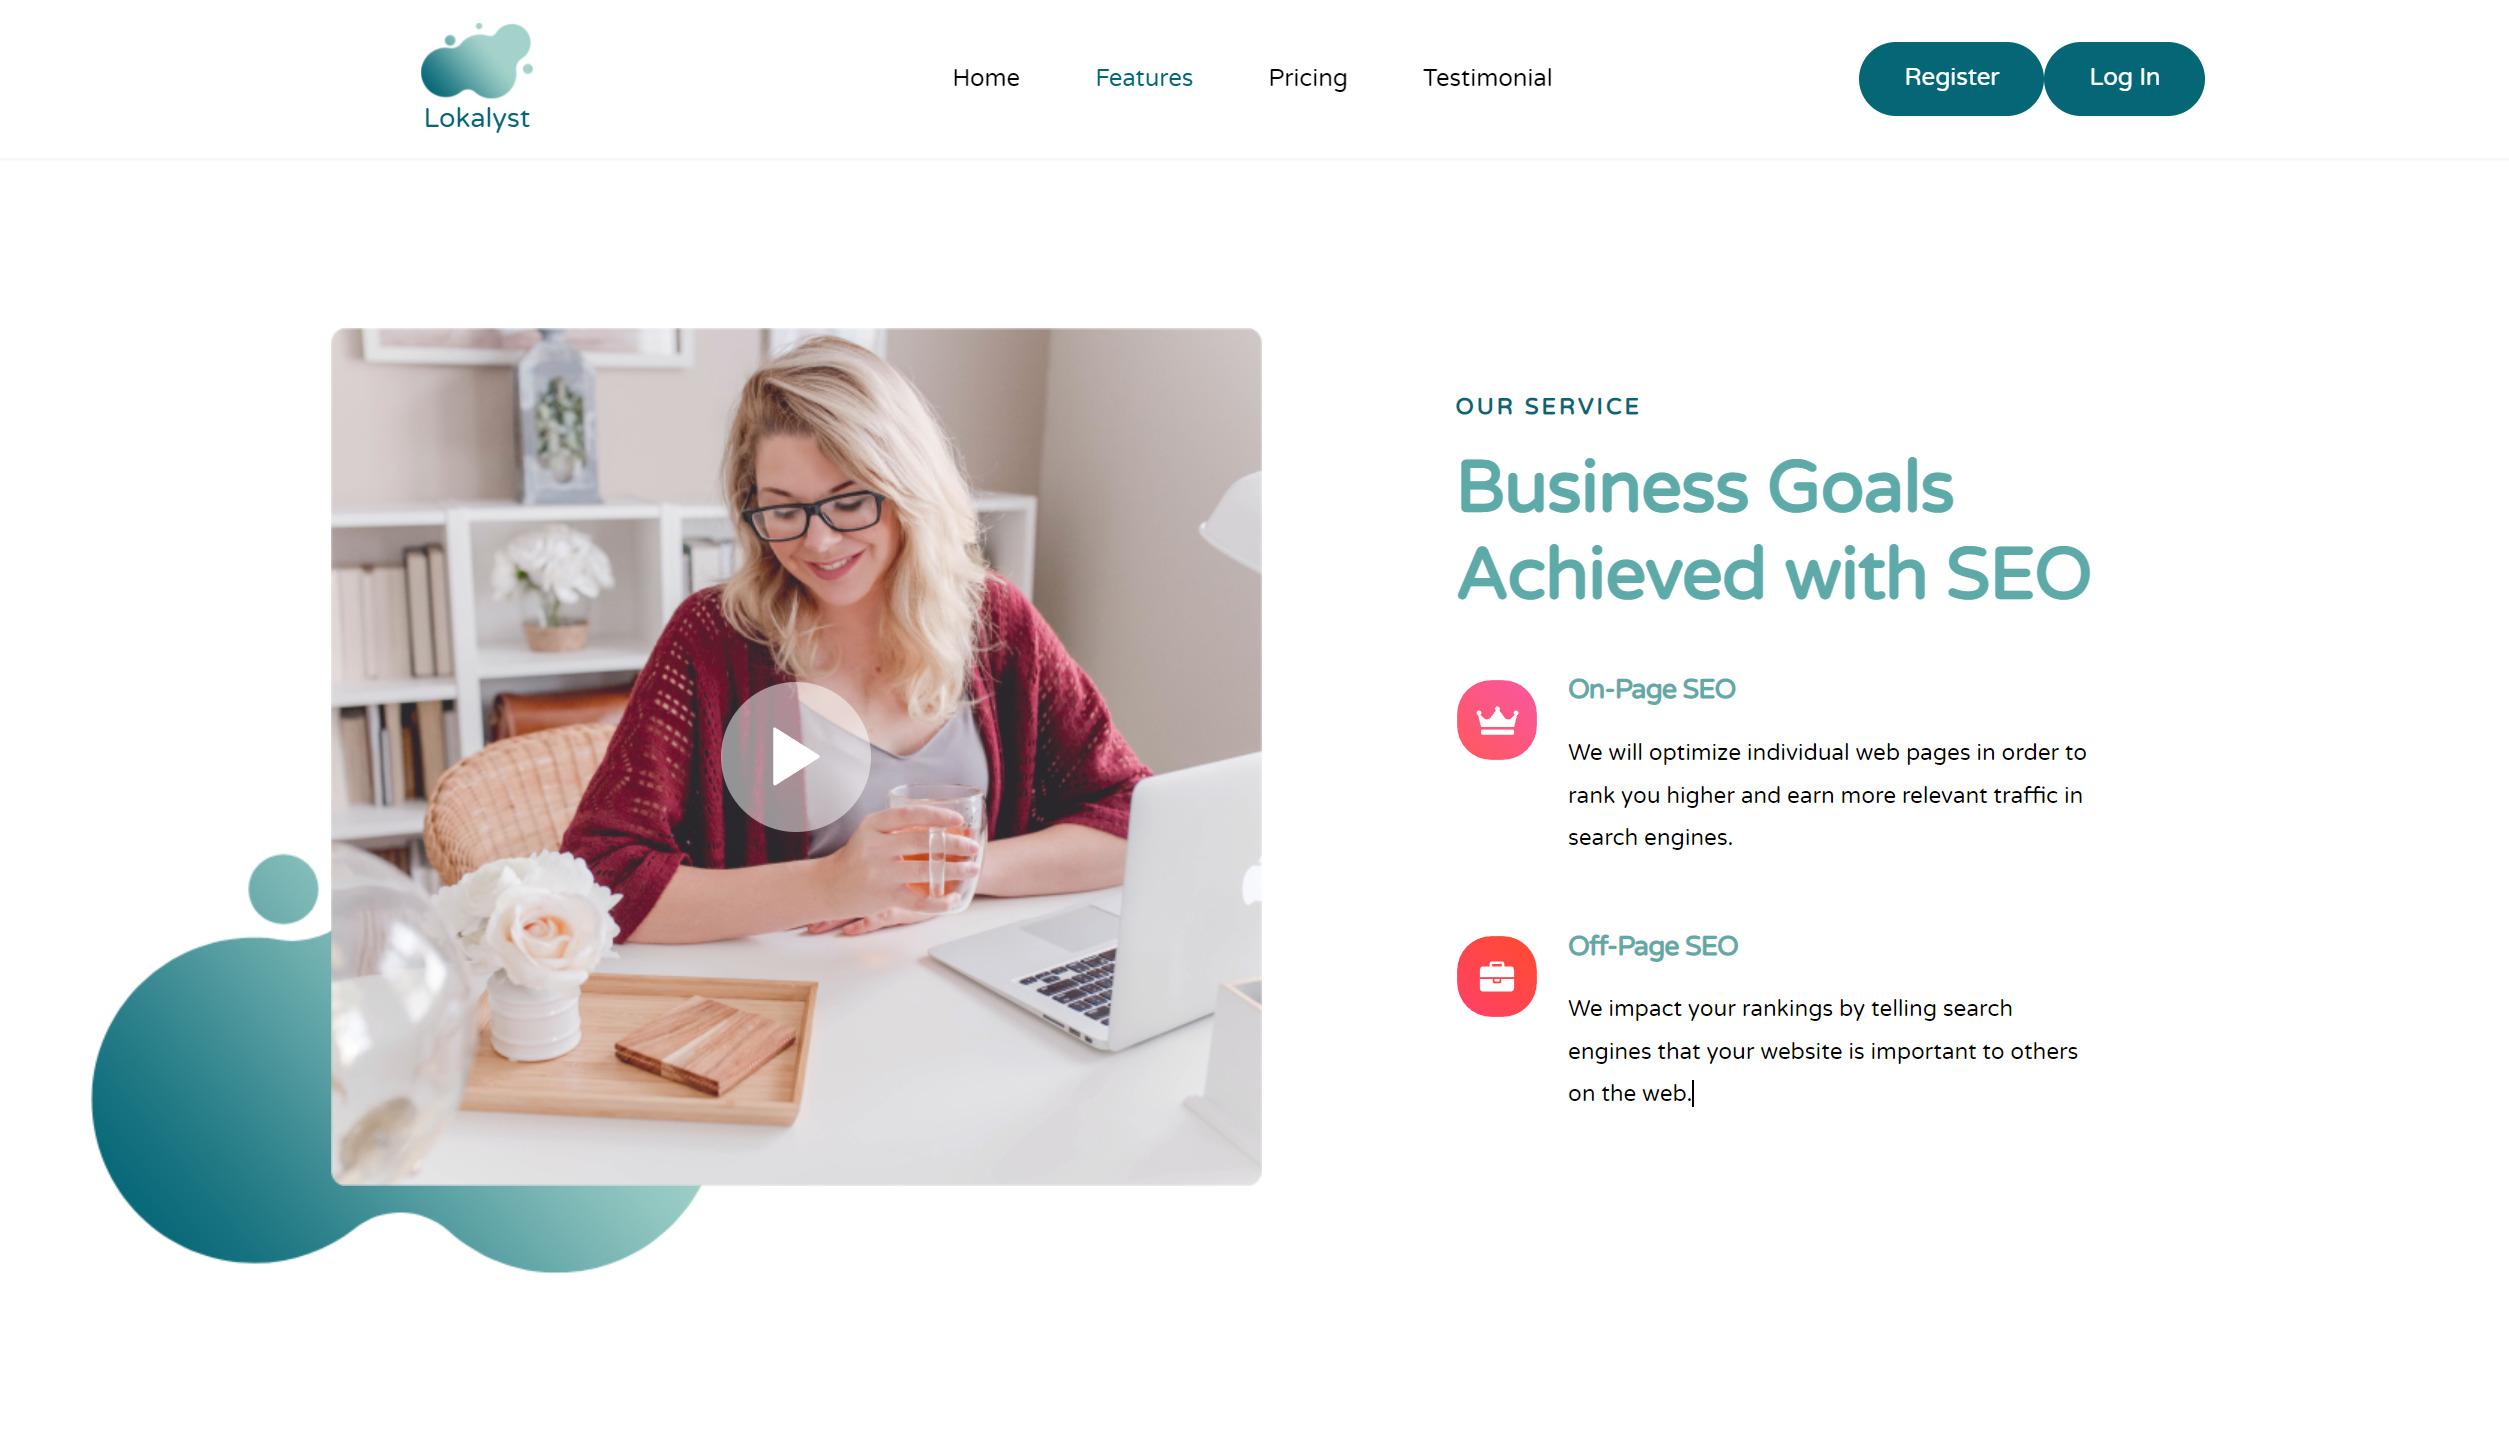 Lokalyst
Home
Features
Pricing
Testimonial
Register
Log In
OUR SERVICE
Business Goals
Achieved with SEO
On-Page SEO
We will optimize individual web pages in order to
rank you higher and earn more relevant traffic in
search engines.
Off-Page SEO
We impact your rankings by telling search
engines that your website is important to others
on the web.